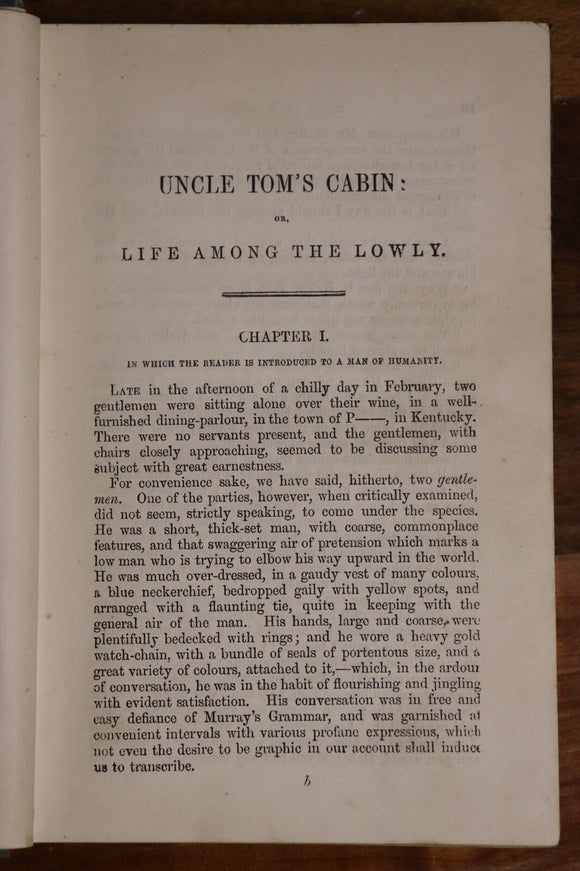 UNCLE TOM'S CABIN:
OR,
LIFE AMONG THE LOWLY.
CHAPTER I.
IN WHICH THE READER IS INTRODUCED TO A MAN OF HUMANITY.
LATE in the afternoon of a chilly day in February, two
gentlemen were sitting alone over their wine, in a well-
furnished dining-parlour, in the town of P——, in Kentucky.
There were no servants present, and the gentlemen, with
chairs closely approaching, seemed to be discussing some
subject with great earnestness.
For convenience sake, we have said, hitherto, two gentle-
men. One of the parties, however, when critically examined,
did not seem, strictly speaking, to come under the species.
He was a short, thick-set man, with coarse, commonplace
features, and that swaggering air of pretension which marks a
low man who is trying to elbow his way upward in the world.
He was much over-dressed, in a gaudy vest of many colours,
a blue neckerchief, bedropped gaily with yellow spots, and
arranged with a flaunting tie, quite in keeping with the
general air of the man. His hands, large and coarse, were
plentifully bedecked with rings; and he wore a heavy gold
watch-chain, with a bundle of seals of portentous size, and a
great variety of colours, attached to it,—which, in the ardour
of conversation, he was in the habit of flourishing and jingling
with evident satisfaction. His conversation was in free and
easy defiance of Murray's Grammar, and was garnished at
convenient intervals with various profane expressions, which
not even the desire to be graphic in our account shall induce
us to transcribe.
b